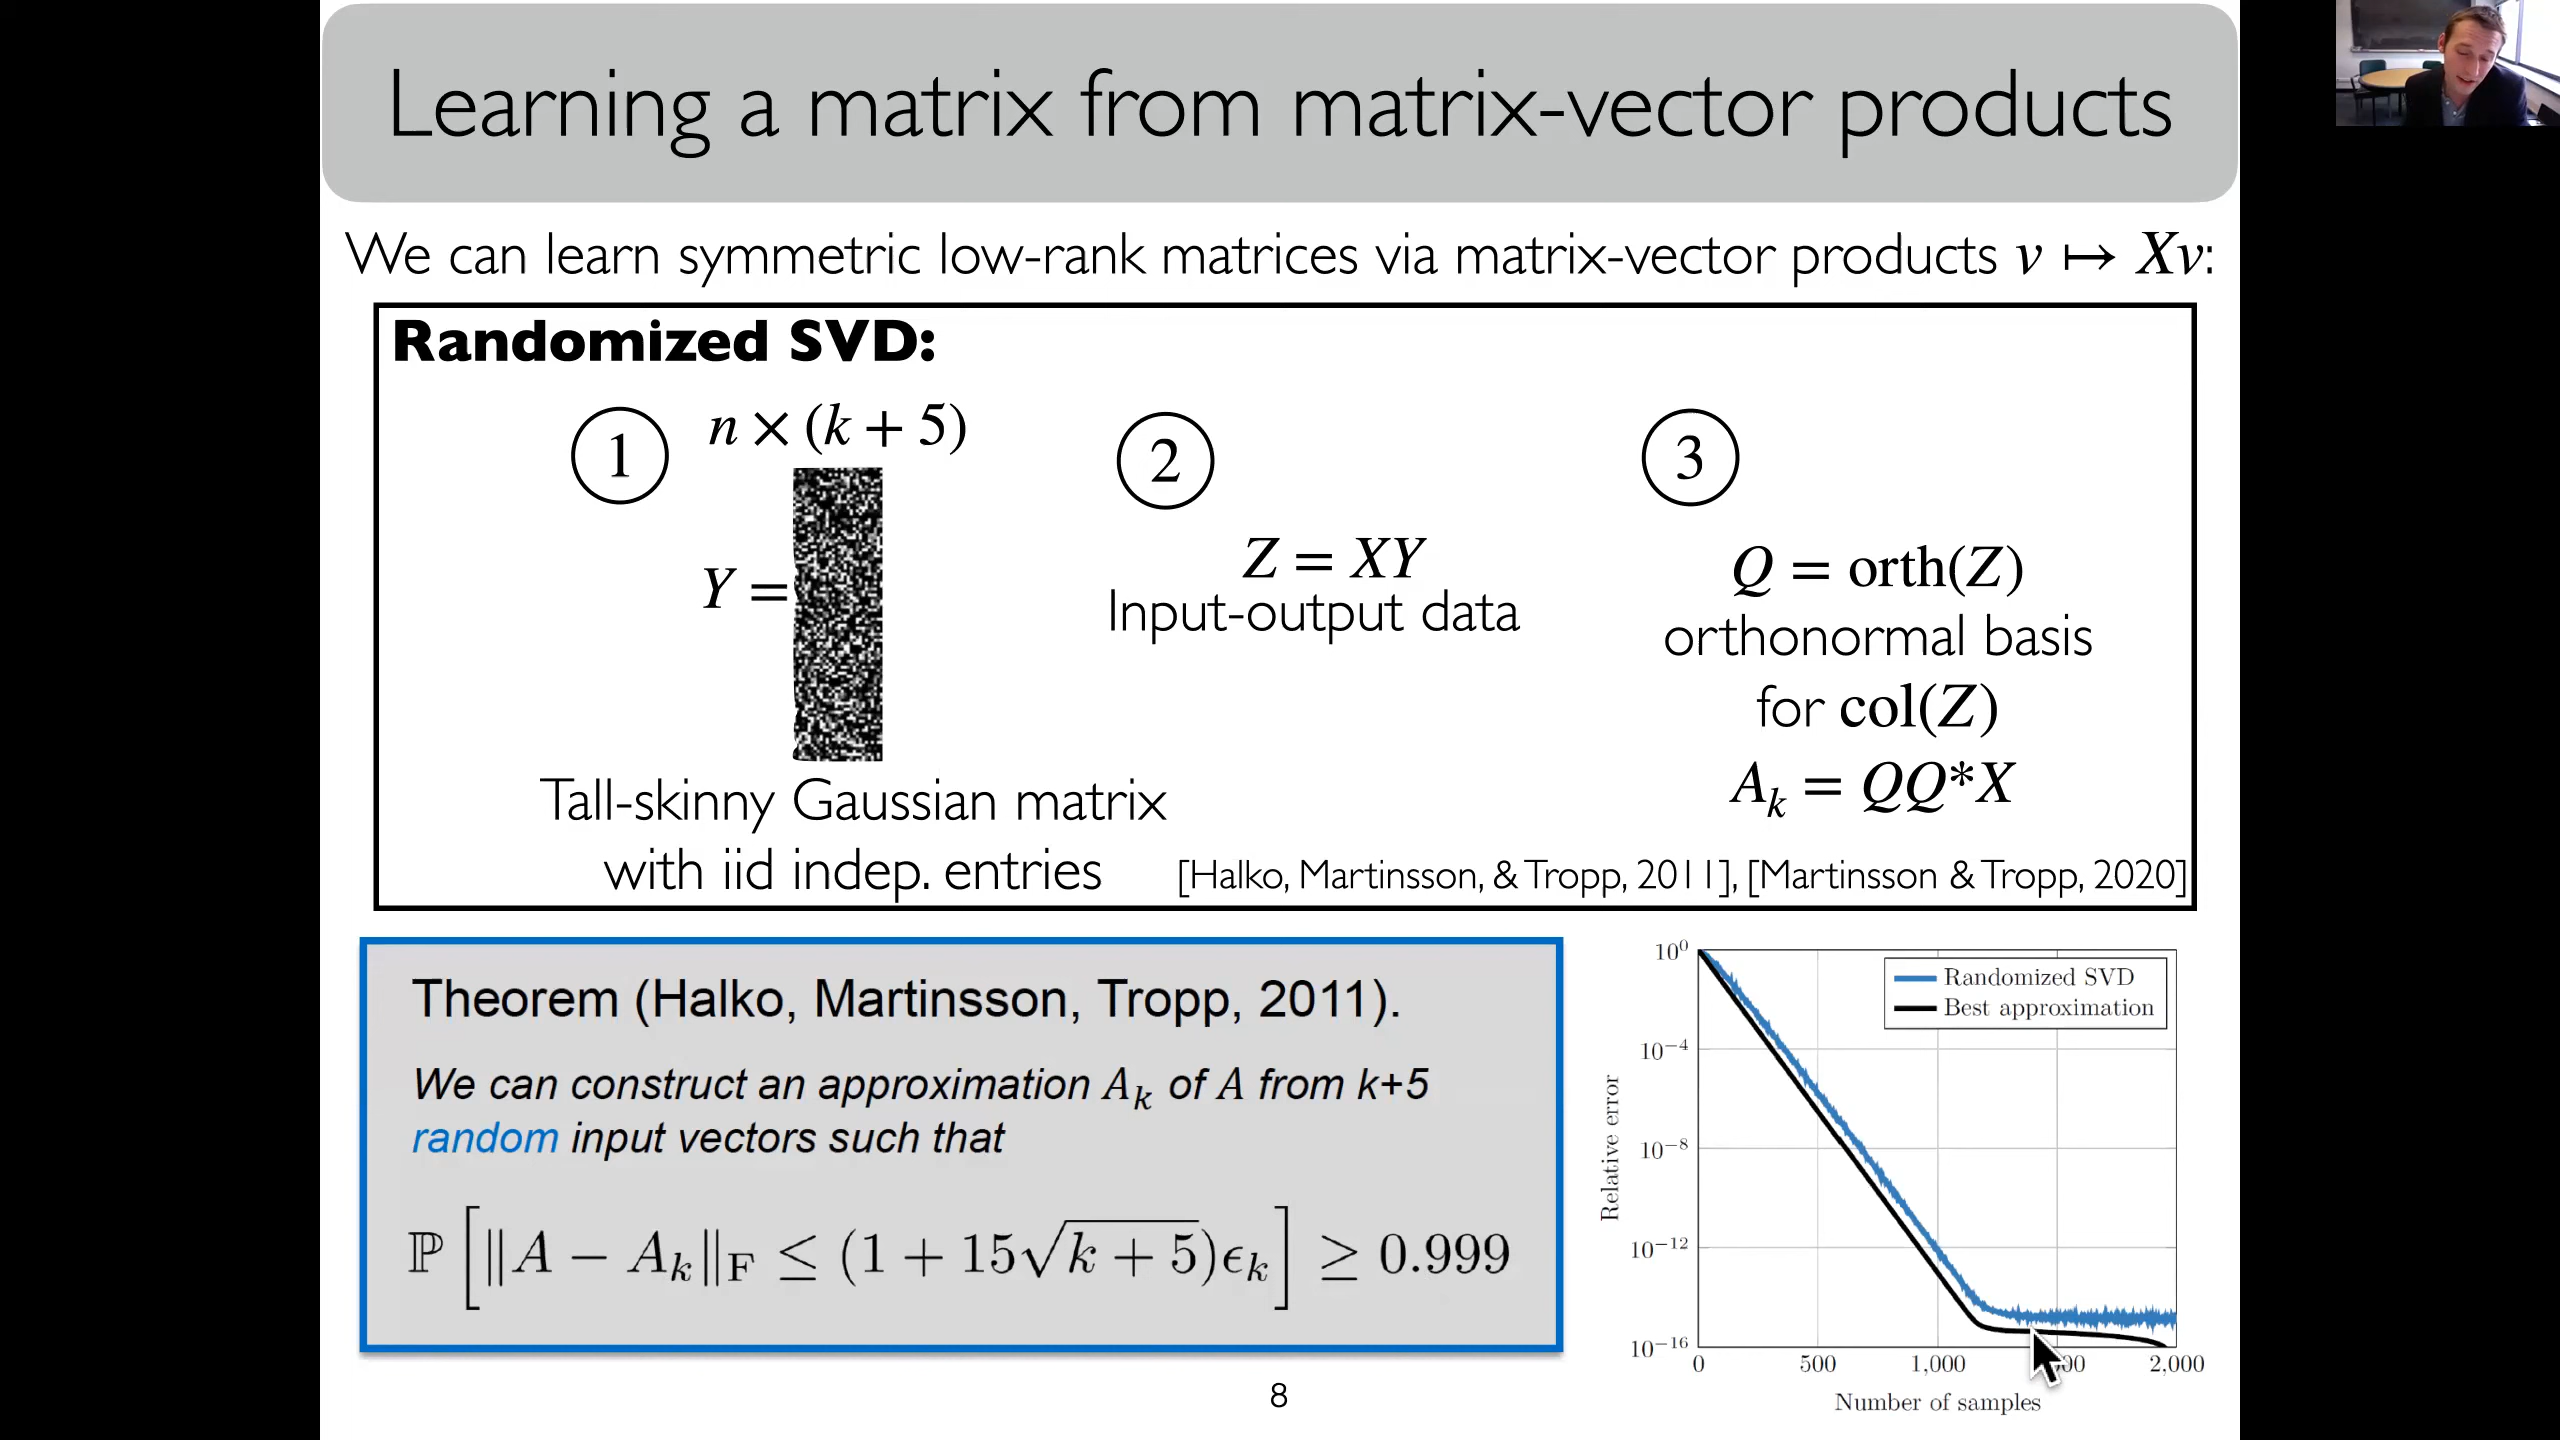 Learning a matrix from matrix-vector products
We can learn symmetric low-rank matrices via matrix-vector products v ↦ Xv:
Randomized SVD:
1
n × (k + 5)
Y =
Tall-skinny Gaussian matrix
with iid indep. entries
2
Z = XY
Input-output data
3
Q = orth(Z)
orthonormal basis
for col(Z)
A_k = QQ*X
[Halko, Martinsson, & Tropp, 2011], [Martinsson & Tropp, 2020]
Theorem (Halko, Martinsson, Tropp, 2011).
We can construct an approximation A_k of A from k+5
random input vectors such that
ℙ[‖A − A_k‖_F ≤ (1 + 15√(k + 5))ϵ_k] ≥ 0.999
Randomized SVD
Best approximation
Relative error
10^0
10^−4
10^−8
10^−12
10^−16
0 500 1,000 2,000
Number of samples
8